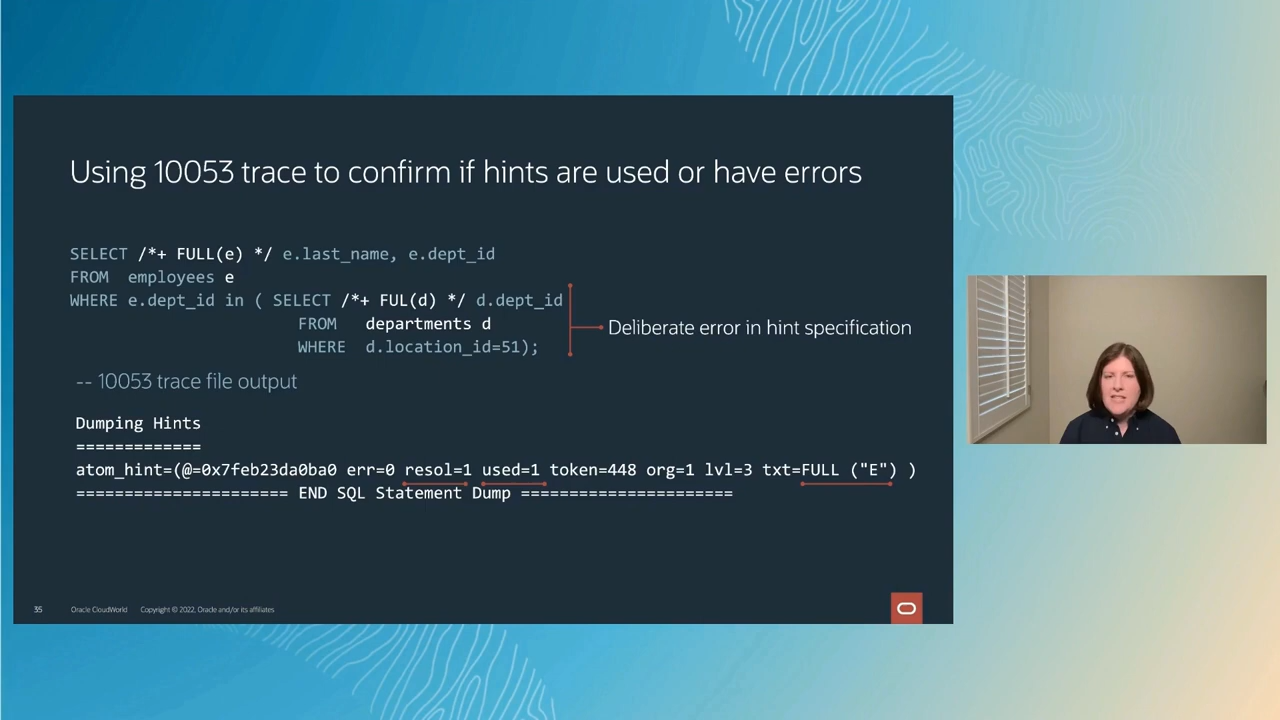 Using 10053 trace to confirm if hints are used or have errors
SELECT /*+ FULL(e) */ e.last_name, e.dept_id
FROM employees e
WHERE e.dept_id in ( SELECT /*+ FUL(d) */ d.dept_id
FROM departments d
WHERE d.location_id=51);
Deliberate error in hint specification
-- 10053 trace file output
Dumping Hints
=============
atom_hint=(@=0x7feb23da0ba0 err=0 resol=1 used=1 token=448 org=1 lvl=3 txt=FULL ("E") )
====================== END SQL Statement Dump ======================
35 Oracle CloudWorld Copyright © 2022, Oracle and/or its affiliates